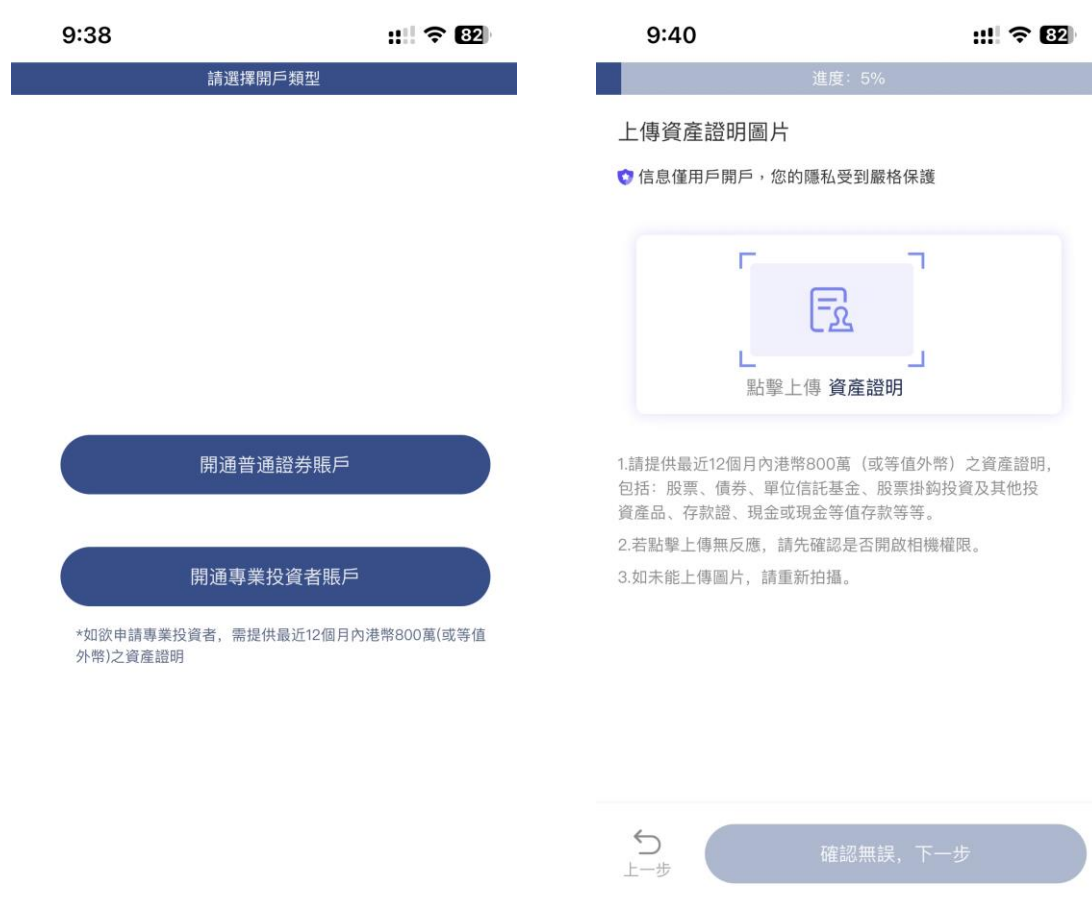 9:38
82
請選擇開戶類型
開通普通證券賬戶
開通專業投資者賬戶
*如欲申請專業投資者，需提供最近12個月內港幣800萬(或等值
外幣)之資產證明
9:40
82
進度：5%
上傳資產證明圖片
信息僅用戶開戶，您的隱私受到嚴格保護
點擊上傳 資產證明
1.請提供最近12個月內港幣800萬（或等值外幣）之資產證明，
包括：股票、債券、單位信託基金、股票掛鈎投資及其他投
資產品、存款證、現金或現金等值存款等等。
2.若點擊上傳無反應，請先確認是否開啟相機權限。
3.如未能上傳圖片，請重新拍攝。
上一步
確認無誤，下一步